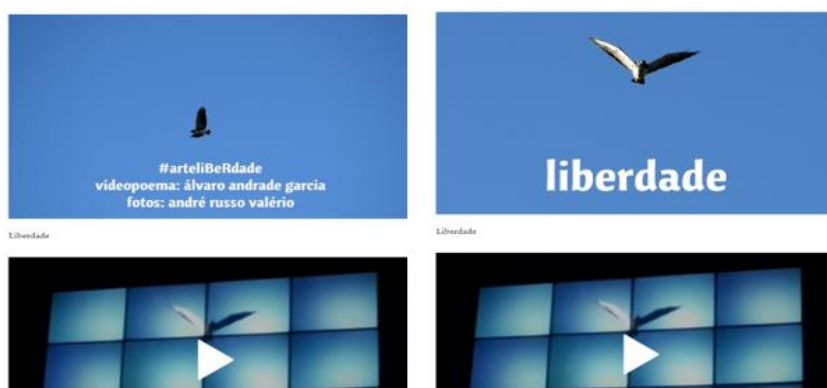 #arteliBeRdade
videopoema: álvaro andrade garcia
fotos: andré russo valério
Liberdade
liberdade
Liberdade